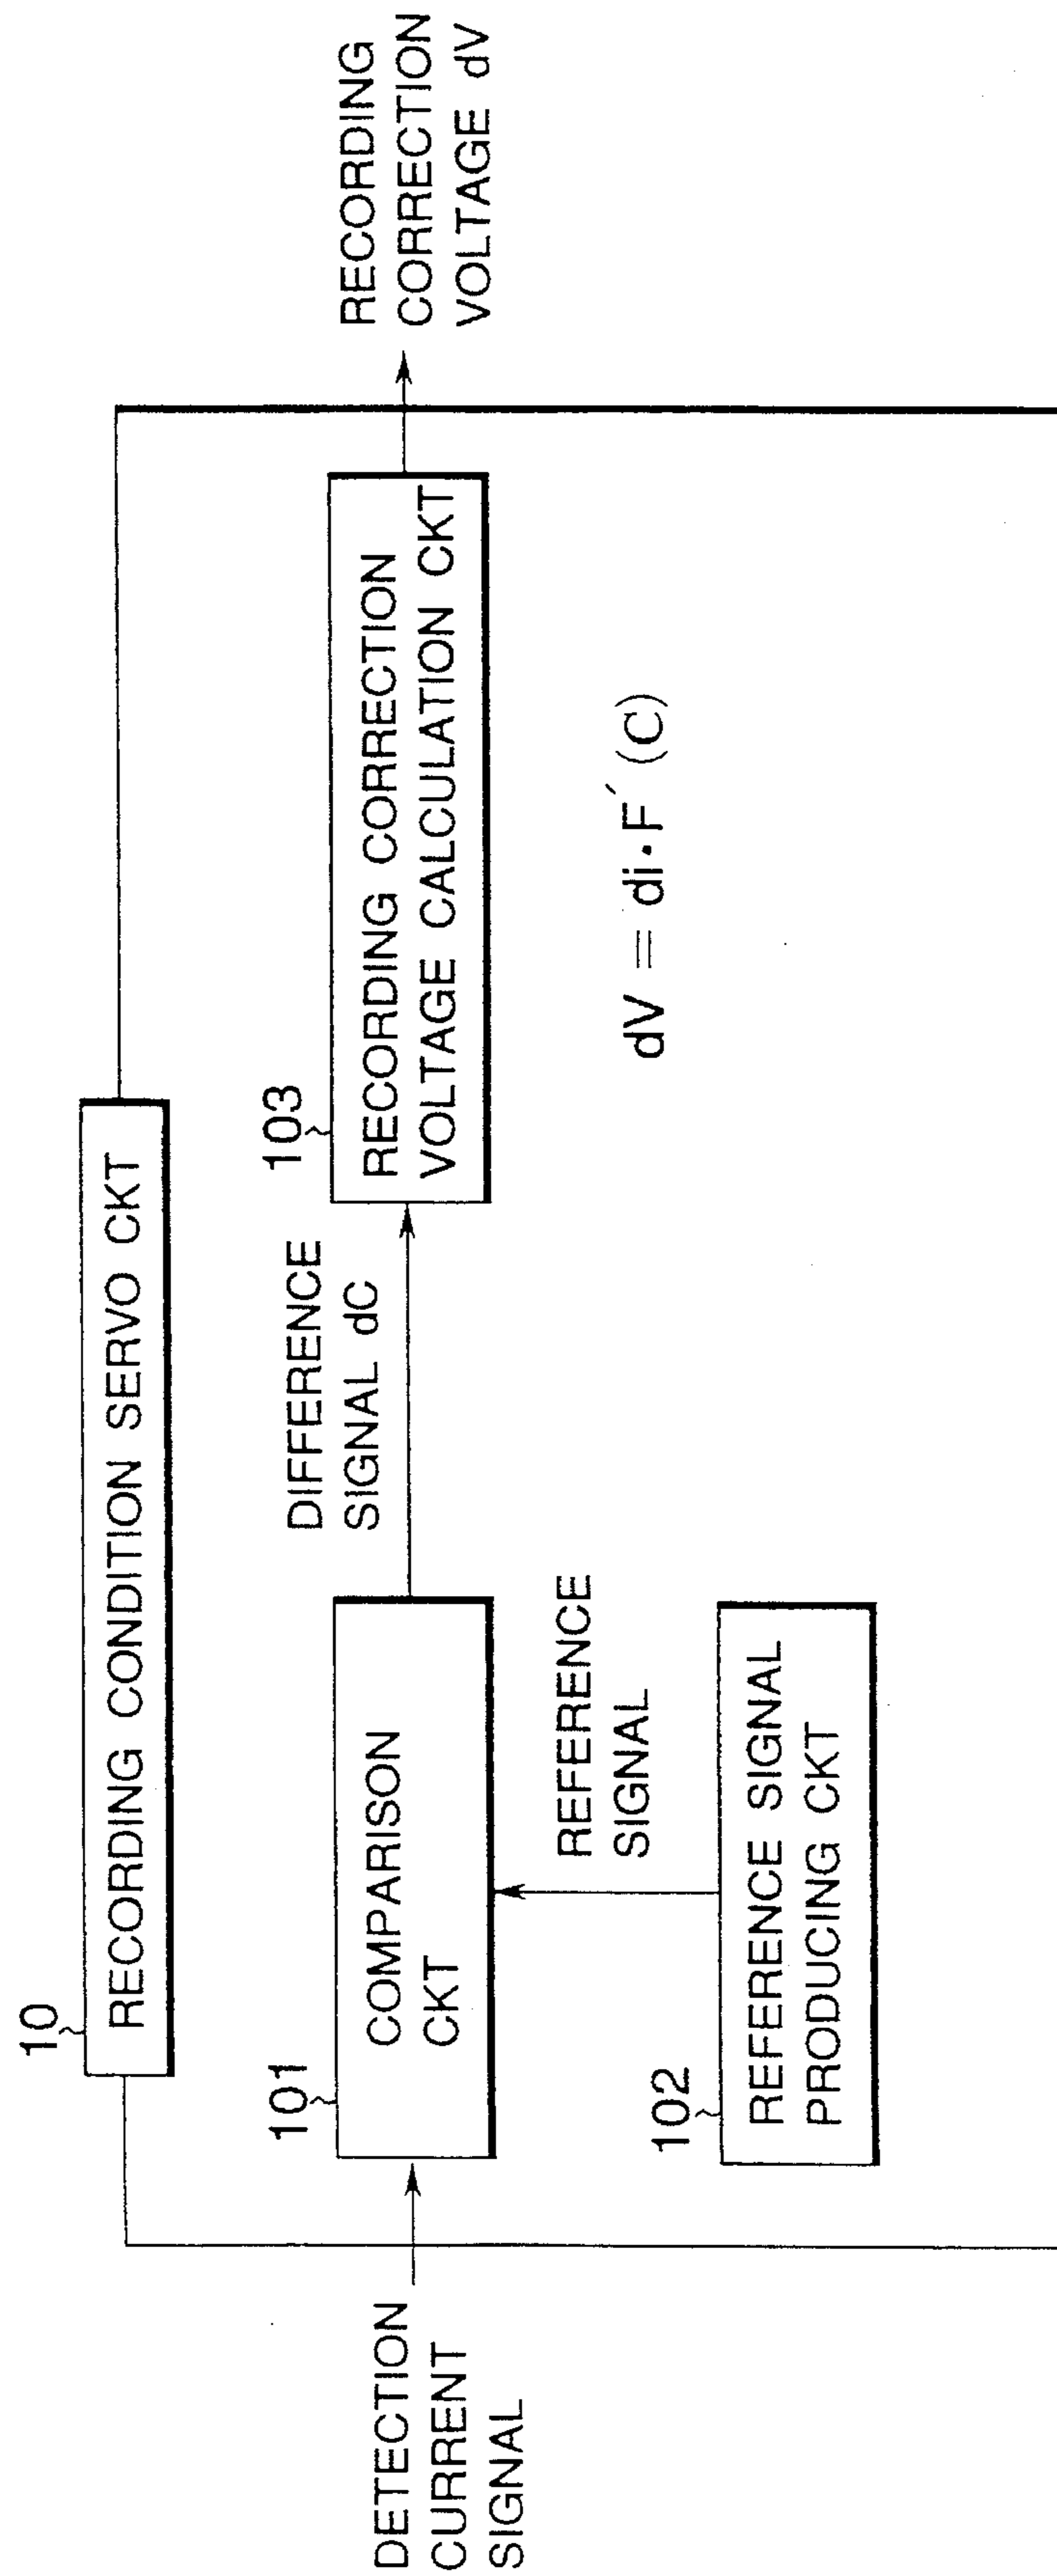 10
RECORDING CONDITION SERVO CKT
DETECTION
CURRENT
SIGNAL
101
COMPARISON
CKT
DIFFERENCE
SIGNAL dC
103
RECORDING CORRECTION
VOLTAGE CALCULATION CKT
RECORDING
CORRECTION
VOLTAGE dV
REFERENCE
SIGNAL
102
REFERENCE SIGNAL
PRODUCING CKT
dV = di·F´(C)